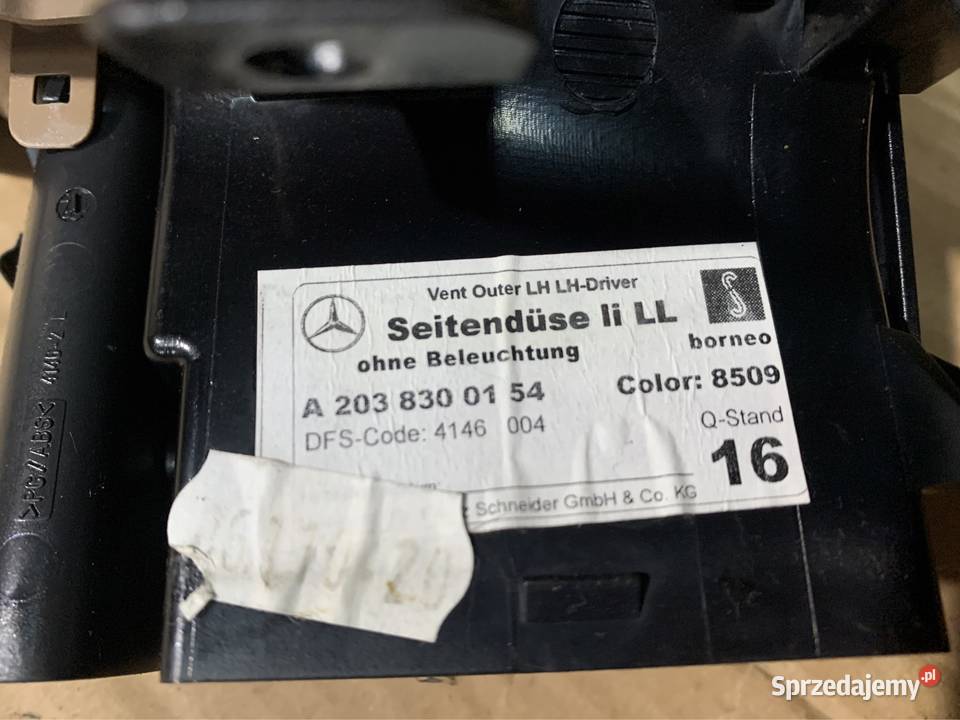 Vent Outer LH LH-Driver
Seitendüse li LL
ohne Beleuchtung
borneo
A 203 830 01 54
Color: 8509
DFS-Code: 4146 004
Q-Stand
16
Schneider GmbH & Co. KG
>PC//ABS<
Sprzedajemy.pl